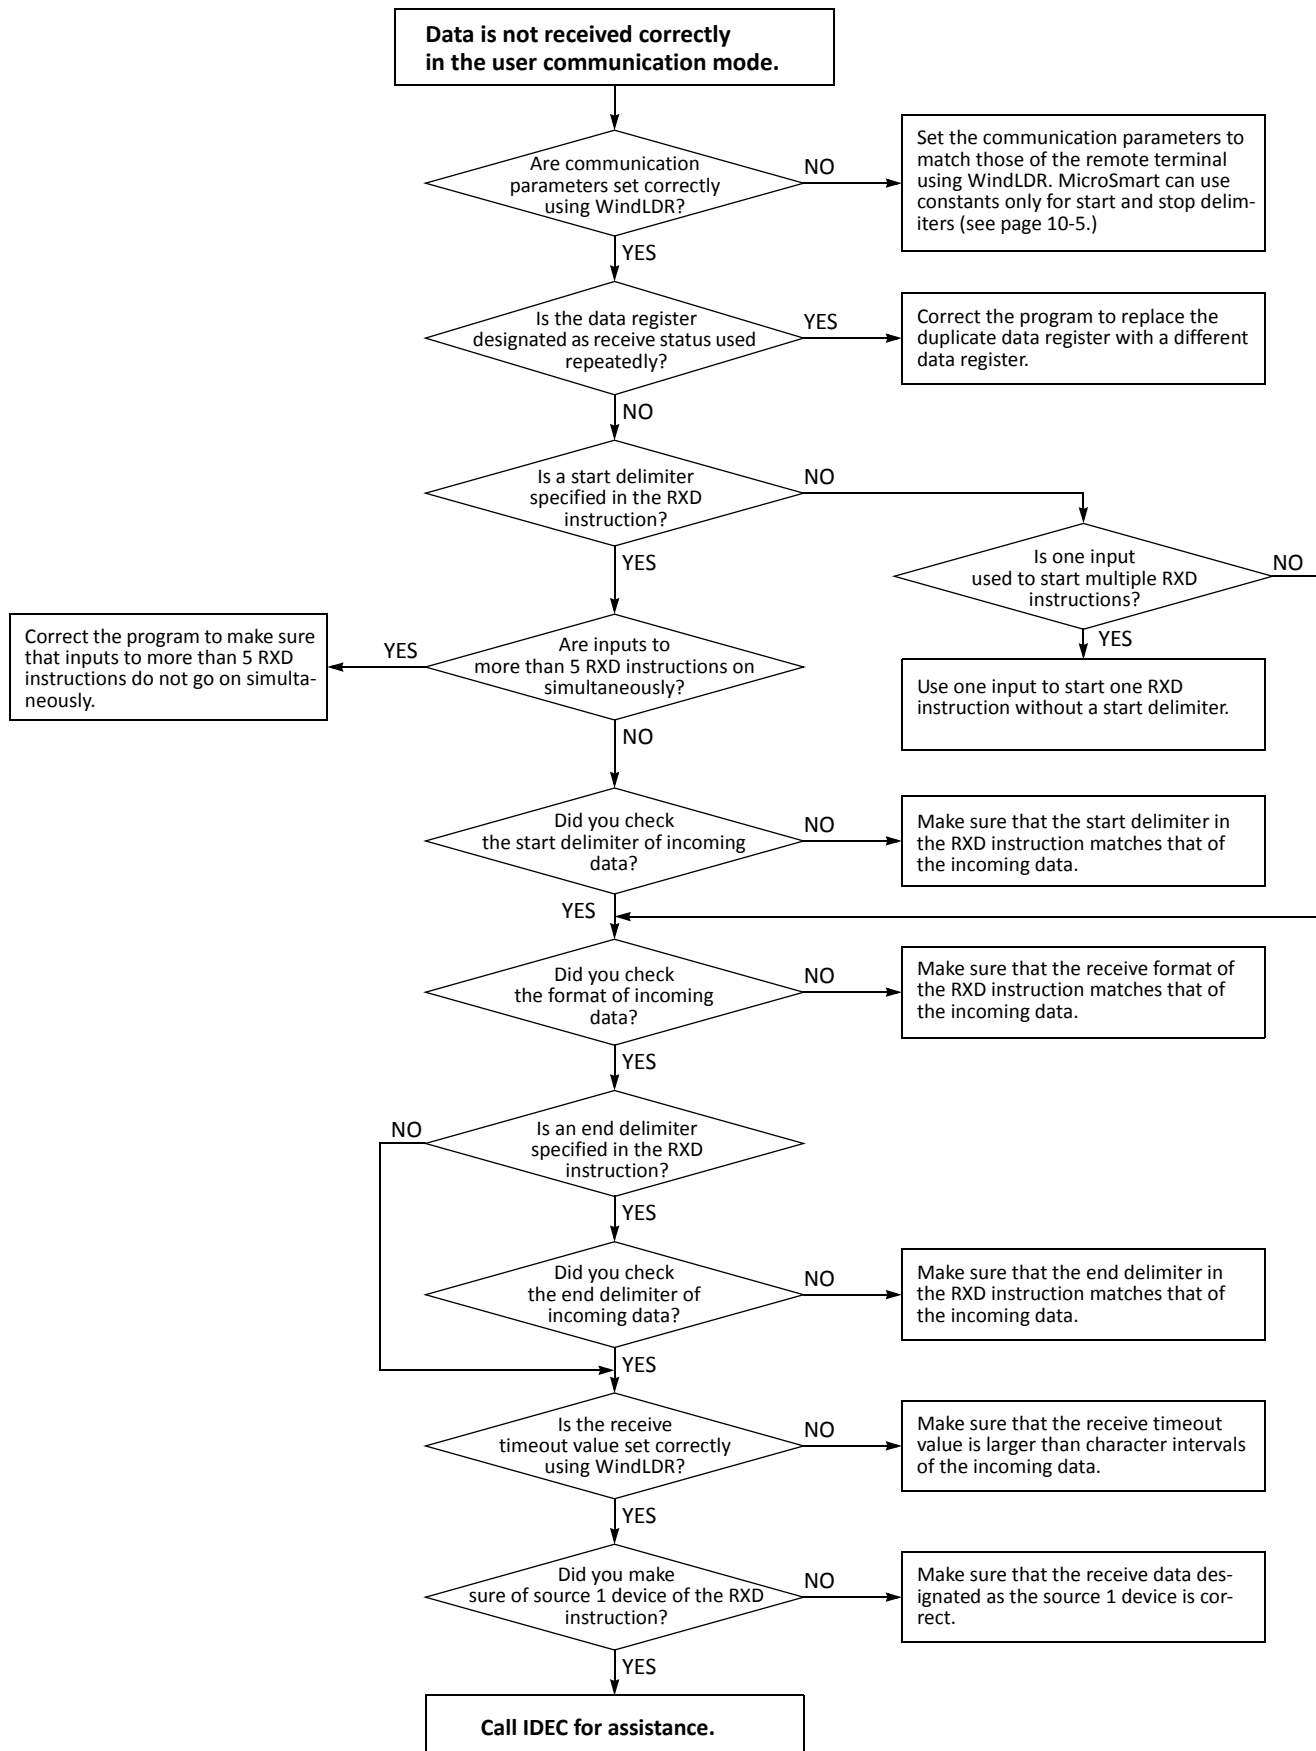 Data is not received correctly
in the user communication mode.
Are communication
parameters set correctly
using WindLDR?
NO
Set the communication parameters to
match those of the remote terminal
using WindLDR. MicroSmart can use
constants only for start and stop delim-
iters (see page 10-5.)
YES
Is the data register
designated as receive status used
repeatedly?
YES
Correct the program to replace the
duplicate data register with a different
data register.
NO
Is a start delimiter
specified in the RXD
instruction?
NO
YES
Is one input
used to start multiple RXD
instructions?
NO
YES
Use one input to start one RXD
instruction without a start delimiter.
Are inputs to
more than 5 RXD instructions on
simultaneously?
YES
Correct the program to make sure
that inputs to more than 5 RXD
instructions do not go on simulta-
neously.
NO
Did you check
the start delimiter of incoming
data?
NO
Make sure that the start delimiter in
the RXD instruction matches that of
the incoming data.
YES
Did you check
the format of incoming
data?
NO
Make sure that the receive format of
the RXD instruction matches that of
the incoming data.
YES
Is an end delimiter
specified in the RXD
instruction?
NO
YES
Did you check
the end delimiter of
incoming data?
NO
Make sure that the end delimiter in
the RXD instruction matches that of
the incoming data.
YES
Is the receive
timeout value set correctly
using WindLDR?
NO
Make sure that the receive timeout
value is larger than character intervals
of the incoming data.
YES
Did you make
sure of source 1 device of the RXD
instruction?
NO
Make sure that the receive data des-
ignated as the source 1 device is cor-
rect.
YES
Call IDEC for assistance.